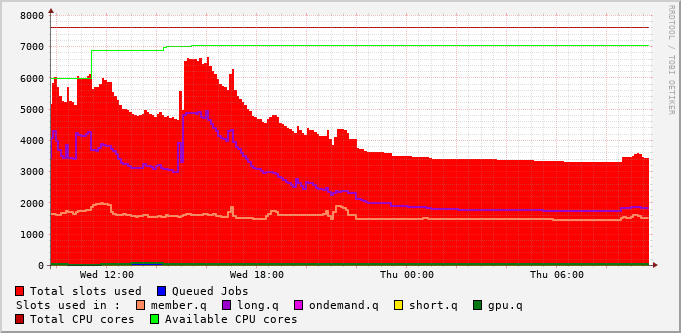 8000
7000
6000
5000
4000
3000
2000
1000
0
Wed 12:00 Wed 18:00 Thu 00:00 Thu 06:00
RRDTOOL / TOBI OETIKER
Total slots used Queued Jobs
Slots used in : member.q long.q ondemand.q short.q gpu.q
Total CPU cores Available CPU cores